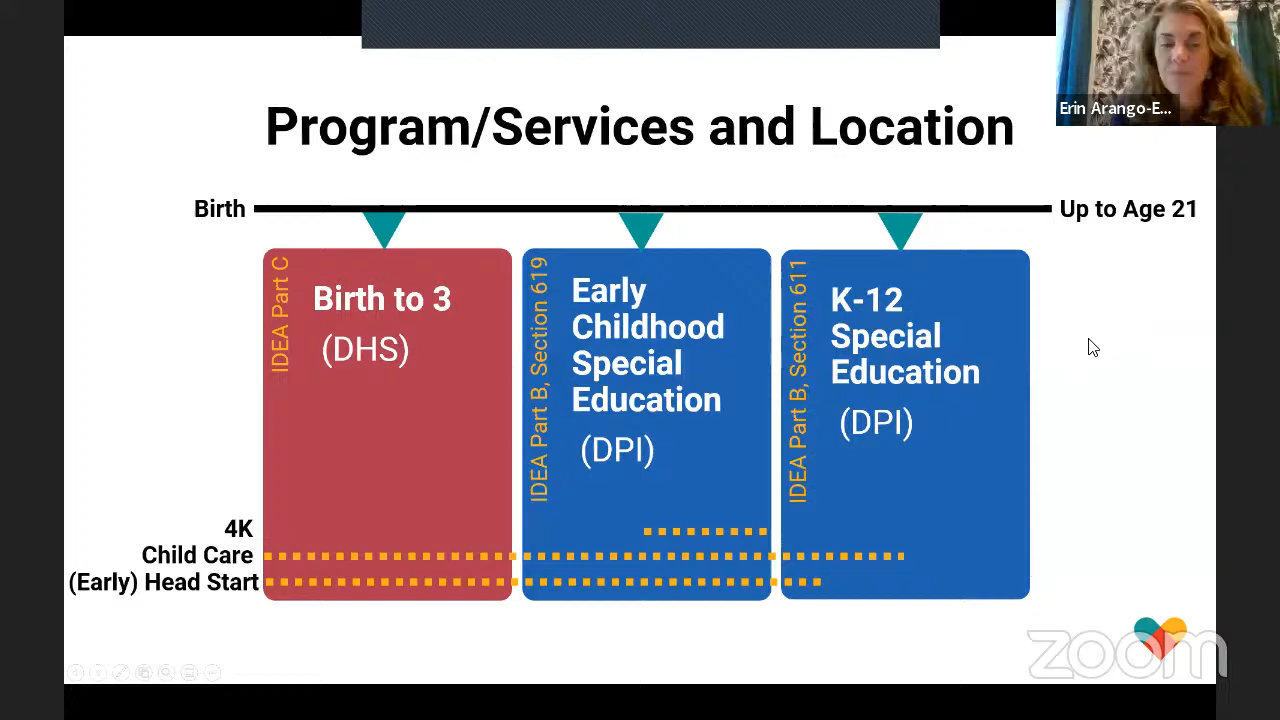 Erin Arango-E...
Program/Services and Location
Birth
Up to Age 21
IDEA Part C
Birth to 3
(DHS)
IDEA Part B, Section 619
Early
Childhood
Special
Education
(DPI)
IDEA Part B, Section 611
K-12
Special
Education
(DPI)
4K
Child Care
(Early) Head Start
zoom